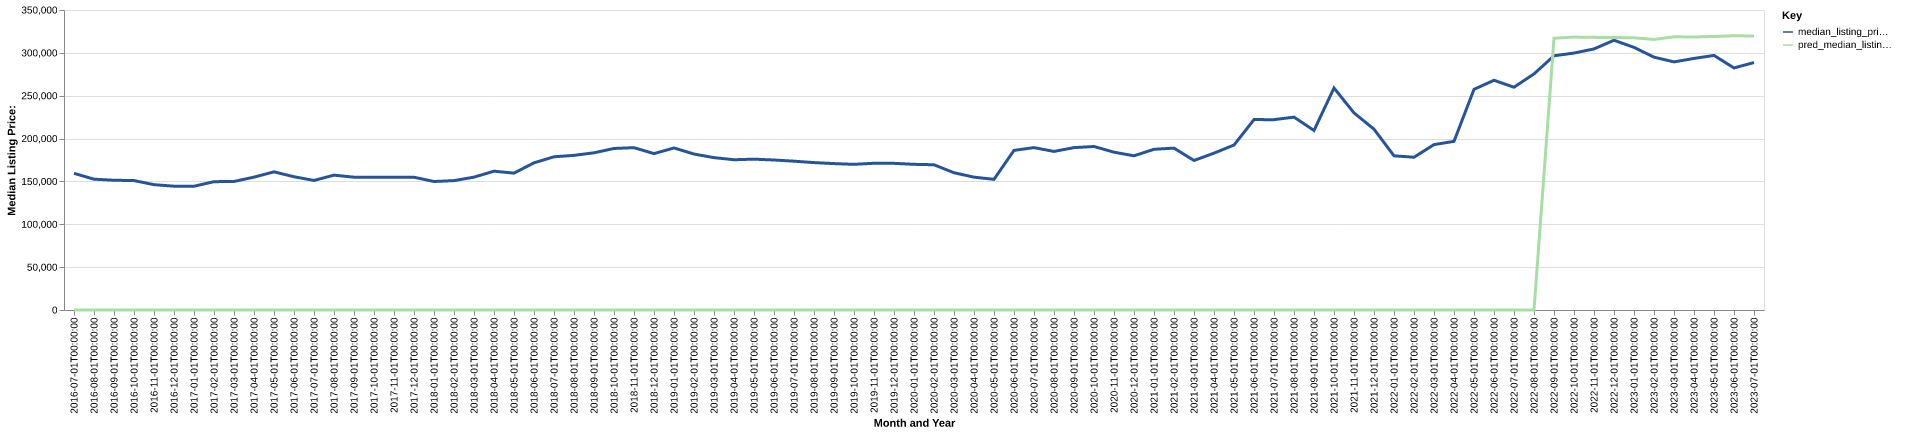 350,000
300,000
250,000
200,000
150,000
100,000
50,000
0
Median Listing Price:
2016-07-01T00:00:00
2016-08-01T00:00:00
2016-09-01T00:00:00
2016-10-01T00:00:00
2016-11-01T00:00:00
2016-12-01T00:00:00
2017-01-01T00:00:00
2017-02-01T00:00:00
2017-03-01T00:00:00
2017-04-01T00:00:00
2017-05-01T00:00:00
2017-06-01T00:00:00
2017-07-01T00:00:00
2017-08-01T00:00:00
2017-09-01T00:00:00
2017-10-01T00:00:00
2017-11-01T00:00:00
2017-12-01T00:00:00
2018-01-01T00:00:00
2018-02-01T00:00:00
2018-03-01T00:00:00
2018-04-01T00:00:00
2018-05-01T00:00:00
2018-06-01T00:00:00
2018-07-01T00:00:00
2018-08-01T00:00:00
2018-09-01T00:00:00
2018-10-01T00:00:00
2018-11-01T00:00:00
2018-12-01T00:00:00
2019-01-01T00:00:00
2019-02-01T00:00:00
2019-03-01T00:00:00
2019-04-01T00:00:00
2019-05-01T00:00:00
2019-06-01T00:00:00
2019-07-01T00:00:00
2019-08-01T00:00:00
2019-09-01T00:00:00
2019-10-01T00:00:00
2019-11-01T00:00:00
2019-12-01T00:00:00
2020-01-01T00:00:00
2020-02-01T00:00:00
2020-03-01T00:00:00
2020-04-01T00:00:00
2020-05-01T00:00:00
2020-06-01T00:00:00
2020-07-01T00:00:00
2020-08-01T00:00:00
2020-09-01T00:00:00
2020-10-01T00:00:00
2020-11-01T00:00:00
2020-12-01T00:00:00
2021-01-01T00:00:00
2021-02-01T00:00:00
2021-03-01T00:00:00
2021-04-01T00:00:00
2021-05-01T00:00:00
2021-06-01T00:00:00
2021-07-01T00:00:00
2021-08-01T00:00:00
2021-09-01T00:00:00
2021-10-01T00:00:00
2021-11-01T00:00:00
2021-12-01T00:00:00
2022-01-01T00:00:00
2022-02-01T00:00:00
2022-03-01T00:00:00
2022-04-01T00:00:00
2022-05-01T00:00:00
2022-06-01T00:00:00
2022-07-01T00:00:00
2022-08-01T00:00:00
2022-09-01T00:00:00
2022-10-01T00:00:00
2022-11-01T00:00:00
2022-12-01T00:00:00
2023-01-01T00:00:00
2023-02-01T00:00:00
2023-03-01T00:00:00
2023-04-01T00:00:00
2023-05-01T00:00:00
2023-06-01T00:00:00
2023-07-01T00:00:00
Month and Year
Key
median_listing_pri…
pred_median_listin…